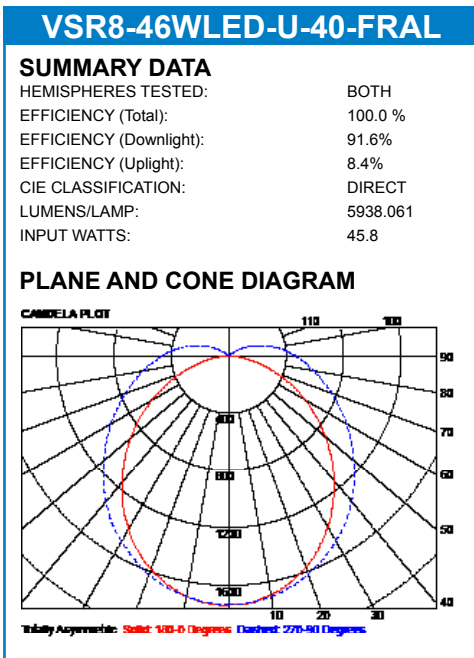 VSR8-46WLED-U-40-FRAL
SUMMARY DATA
HEMISPHERES TESTED: BOTH
EFFICIENCY (Total): 100.0 %
EFFICIENCY (Downlight): 91.6%
EFFICIENCY (Uplight): 8.4%
CIE CLASSIFICATION: DIRECT
LUMENS/LAMP: 5938.061
INPUT WATTS: 45.8
PLANE AND CONE DIAGRAM
CANDELA PLOT
110 100
90
80
400
70
800
60
1200
50
1600
40
10 20 30
Totally Asymmetric: Solid: 180-0 Degrees Dashed: 270-90 Degrees